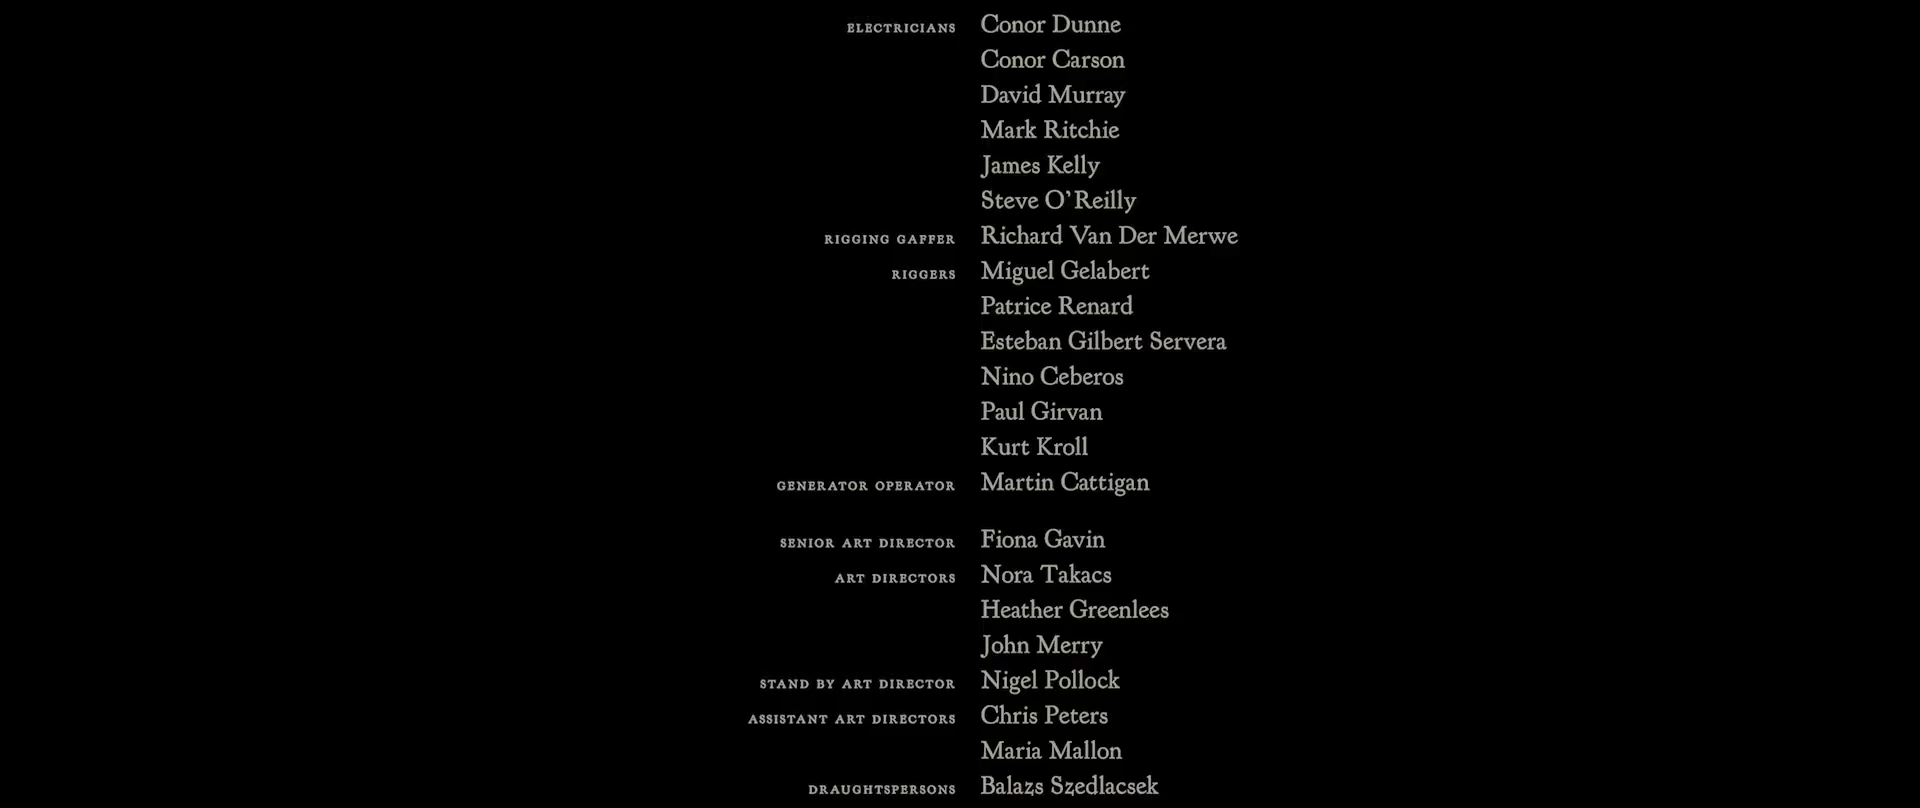 ELECTRICIANS Conor Dunne
Conor Carson
David Murray
Mark Ritchie
James Kelly
Steve O'Reilly
RIGGING GAFFER Richard Van Der Merwe
RIGGERS Miguel Gelabert
Patrice Renard
Esteban Gilbert Servera
Nino Ceberos
Paul Girvan
Kurt Kroll
GENERATOR OPERATOR Martin Cattigan
SENIOR ART DIRECTOR Fiona Gavin
ART DIRECTORS Nora Takacs
Heather Greenlees
John Merry
STAND BY ART DIRECTOR Nigel Pollock
ASSISTANT ART DIRECTORS Chris Peters
Maria Mallon
DRAUGHTSPERSONS Balazs Szedlacsek